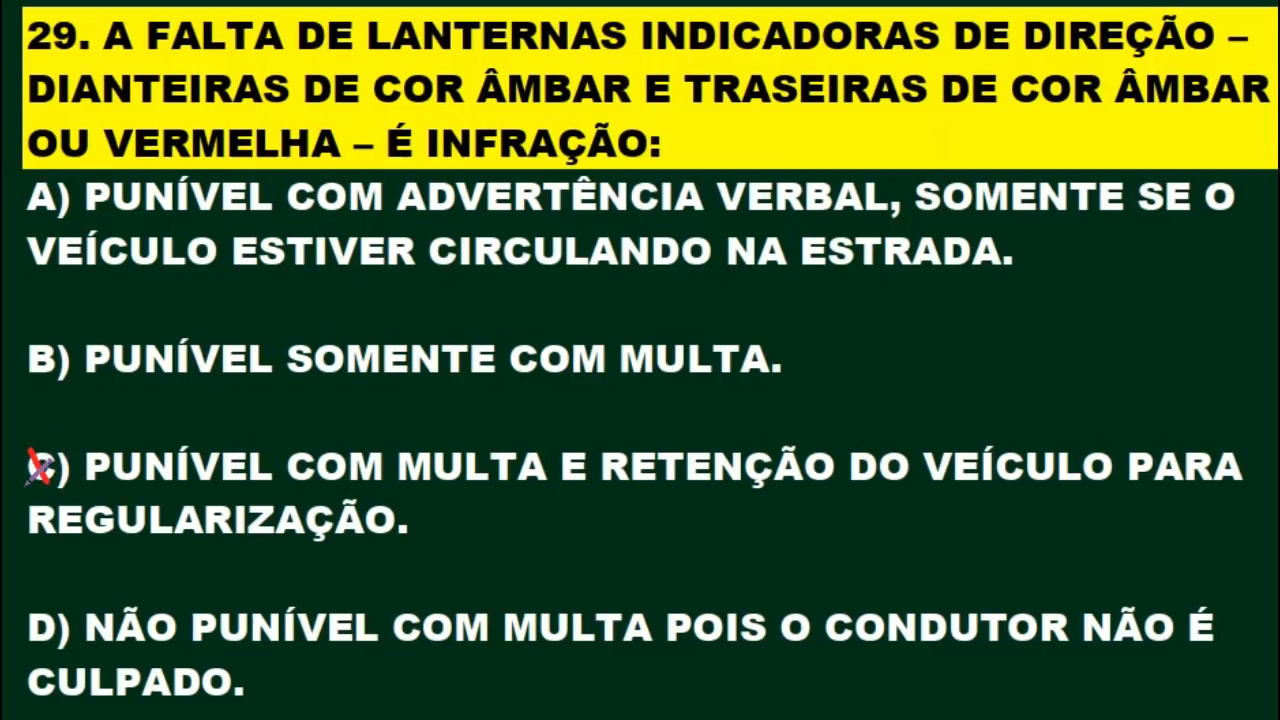 29. A FALTA DE LANTERNAS INDICADORAS DE DIREÇÃO –
DIANTEIRAS DE COR ÂMBAR E TRASEIRAS DE COR ÂMBAR
OU VERMELHA – É INFRAÇÃO:
A) PUNÍVEL COM ADVERTÊNCIA VERBAL, SOMENTE SE O
VEÍCULO ESTIVER CIRCULANDO NA ESTRADA.
B) PUNÍVEL SOMENTE COM MULTA.
C) PUNÍVEL COM MULTA E RETENÇÃO DO VEÍCULO PARA
REGULARIZAÇÃO.
D) NÃO PUNÍVEL COM MULTA POIS O CONDUTOR NÃO É
CULPADO.